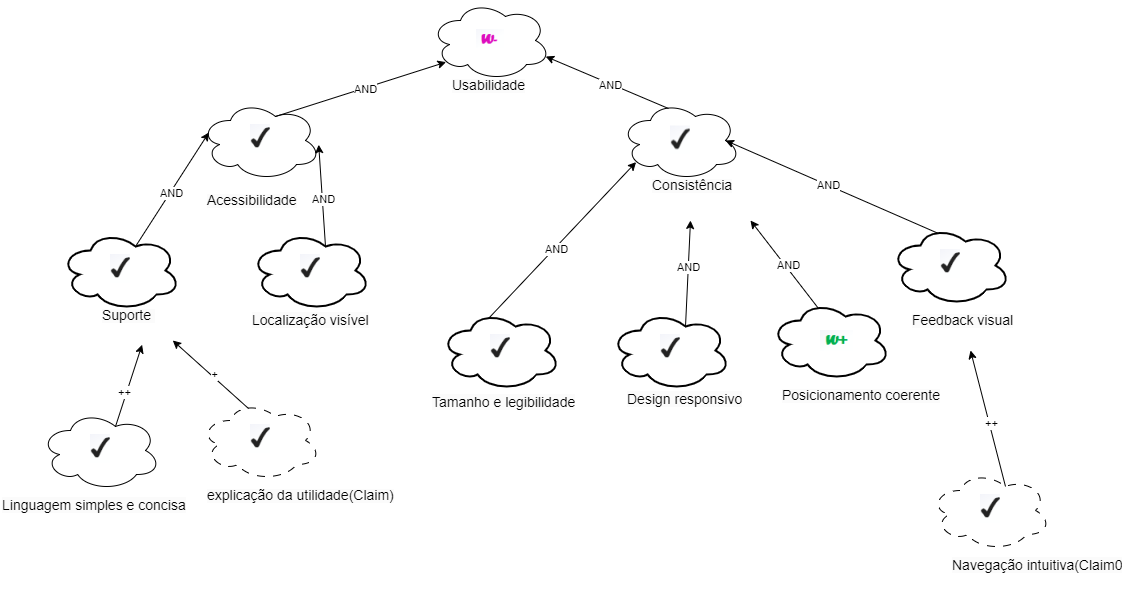 W-
Usabilidade
AND
AND
Acessibilidade
Consistência
AND
AND
AND
AND
AND
AND
Suporte
Localização visível
Feedback visual
W+
Tamanho e legibilidade
Design responsivo
Posicionamento coerente
++
+
++
Linguagem simples e concisa
explicação da utilidade(Claim)
Navegação intuitiva(Claim0